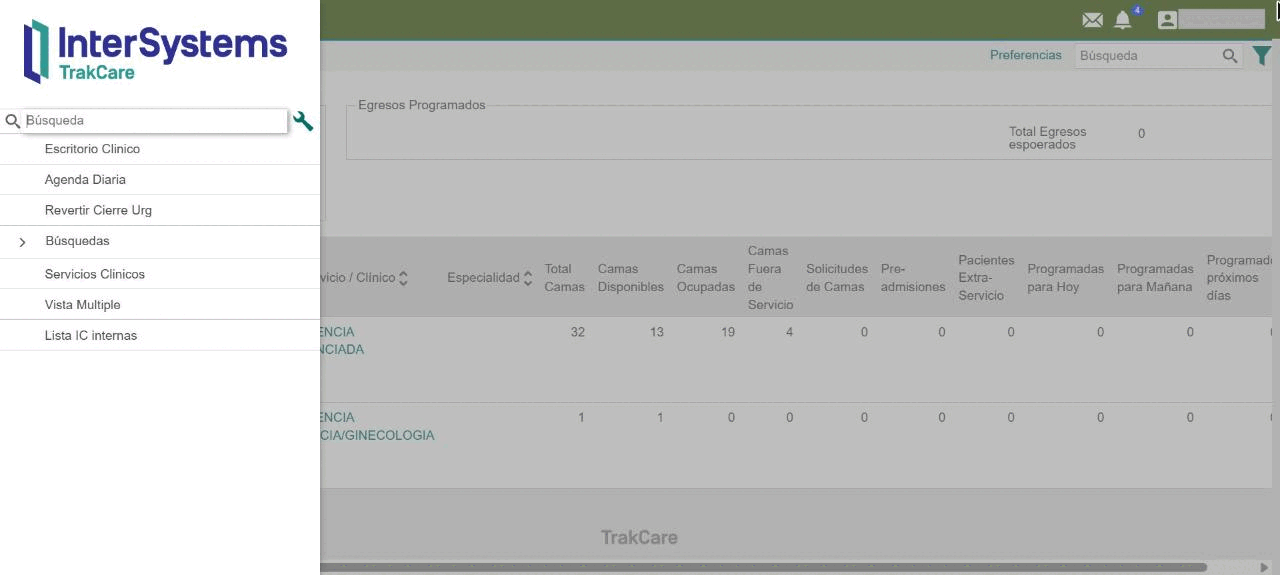 InterSystems
TrakCare
4
Preferencias
Búsqueda
Búsqueda
Escritorio Clinico
Agenda Diaria
Revertir Cierre Urg
Búsquedas
Servicios Clinicos
Vista Multiple
Lista IC internas
Egresos Programados
Total Egresos
espoerados
0
vicio / Clínico
Especialidad
Total
Camas
Camas
Disponibles
Camas
Ocupadas
Camas
Fuera
de
Servicio
Solicitudes
de Camas
Pre-
admisiones
Pacientes
Extra-
Servicio
Programadas
para Hoy
Programadas
para Mañana
Programad
próximos
días
ENCIA
NCIADA
32 13 19 4 0 0 0 0 0
ENCIA
CIA/GINECOLOGIA
1 1 0 0 0 0 0 0 0
TrakCare